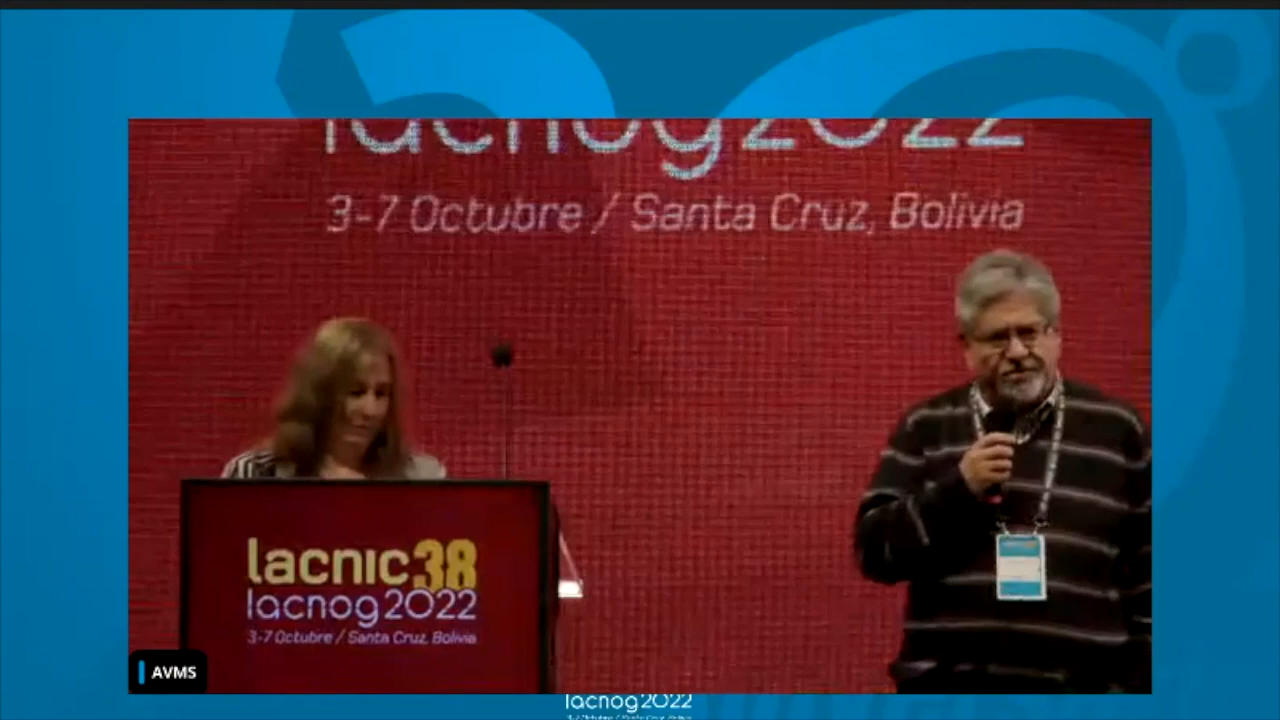 lacnog2022
3-7 Octubre / Santa Cruz, Bolivia
lacnic38
lacnog2022
3-7 Octubre / Santa Cruz, Bolivia
AVMS
lacnog2022